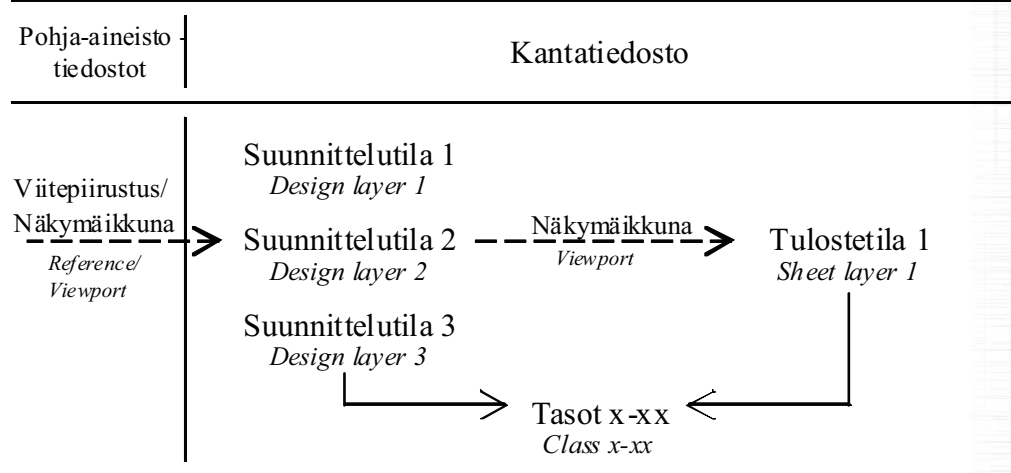 Pohja-aineisto -
tiedostot
Kantatiedosto
Viitepiirustus/
Näkymäikkuna
Reference/
Viewport
Suunnittelutila 1
Design layer 1
Suunnittelutila 2
Design layer 2
Suunnittelutila 3
Design layer 3
Näkymäikkuna
Viewport
Tulostetila 1
Sheet layer 1
Tasot x-xx
Class x-xx